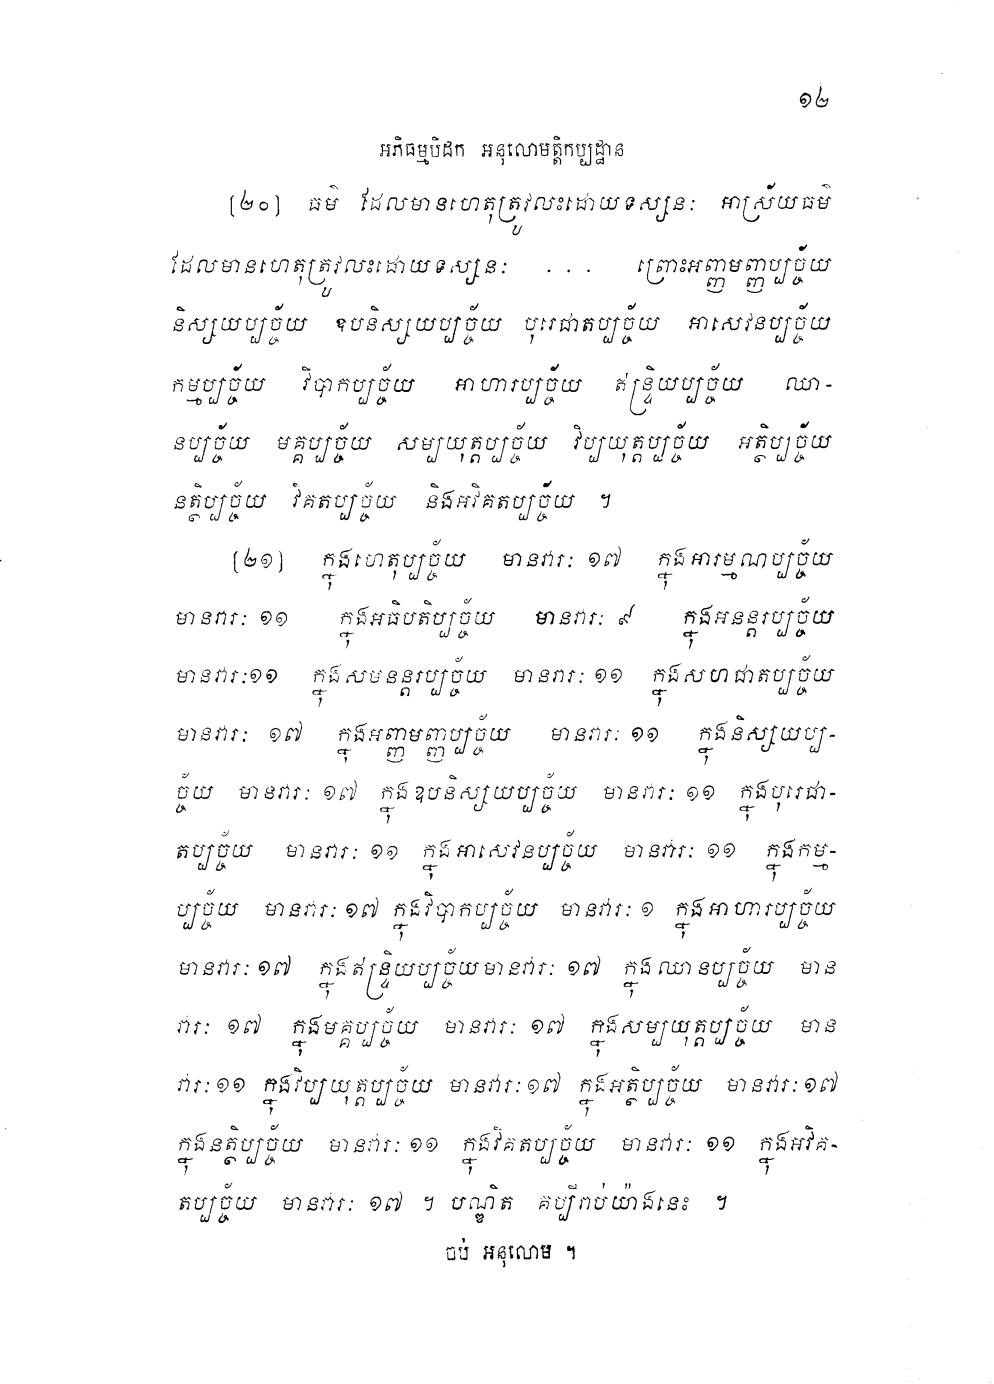 ១២
អភិធម្មបិដក អនុលោមត្តិកប្បដ្ឋាន
[២០] ធម៌ ដែលមានហេតុត្រូវលះដោយទស្សនៈ អាស្រ័យធម៌
ដែលមានហេតុត្រូវលះដោយទស្សនៈ . . . ព្រោះអញ្ញមញ្ញប្បច្ច័យ
និស្សយប្បច្ច័យ ឧបនិស្សយប្បច្ច័យ បុរេជាតប្បច្ច័យ អាសេវនប្បច្ច័យ
កម្មប្បច្ច័យ វិបាកប្បច្ច័យ អាហារប្បច្ច័យ ឥន្ទ្រិយប្បច្ច័យ ឈា-
នប្បច្ច័យ មគ្គប្បច្ច័យ សម្បយុត្តប្បច្ច័យ វិប្បយុត្តប្បច្ច័យ អត្ថិប្បច្ច័យ
នត្ថិប្បច្ច័យ វិគតប្បច្ច័យ និងអវិគតប្បច្ច័យ ។
[២១] ក្នុងហេតុប្បច្ច័យ មានវារៈ ១៧ ក្នុងអារម្មណប្បច្ច័យ
មានវារៈ ១១ ក្នុងអធិបតិប្បច្ច័យ មានវារៈ ៩ ក្នុងអនន្តរប្បច្ច័យ
មានវារៈ ១១ ក្នុងសមនន្តរប្បច្ច័យ មានវារៈ ១១ ក្នុងសហជាតប្បច្ច័យ
មានវារៈ ១៧ ក្នុងអញ្ញមញ្ញប្បច្ច័យ មានវារៈ ១១ ក្នុងនិស្សយប្ប-
ច្ច័យ មានវារៈ ១៧ ក្នុងឧបនិស្សយប្បច្ច័យ មានវារៈ ១១ ក្នុងបុរេជា-
តប្បច្ច័យ មានវារៈ ១១ ក្នុងអាសេវនប្បច្ច័យ មានវារៈ ១១ ក្នុងកម្ម-
ប្បច្ច័យ មានវារៈ ១៧ ក្នុងវិបាកប្បច្ច័យ មានវារៈ ១ ក្នុងអាហារប្បច្ច័យ
មានវារៈ ១៧ ក្នុងឥន្ទ្រិយប្បច្ច័យមានវារៈ ១៧ ក្នុងឈានប្បច្ច័យ មាន
វារៈ ១៧ ក្នុងមគ្គប្បច្ច័យ មានវារៈ ១៧ ក្នុងសម្បយុត្តប្បច្ច័យ មាន
វារៈ ១១ ក្នុងវិប្បយុត្តប្បច្ច័យ មានវារៈ ១៧ ក្នុងអត្ថិប្បច្ច័យ មានវារៈ ១៧
ក្នុងនត្ថិប្បច្ច័យ មានវារៈ ១១ ក្នុងវិគតប្បច្ច័យ មានវារៈ ១១ ក្នុងអវិគ-
តប្បច្ច័យ មានវារៈ ១៧ ។ បណ្ឌិត គប្បីរាប់យ៉ាងនេះ ។
ចប់ អនុលោម ។